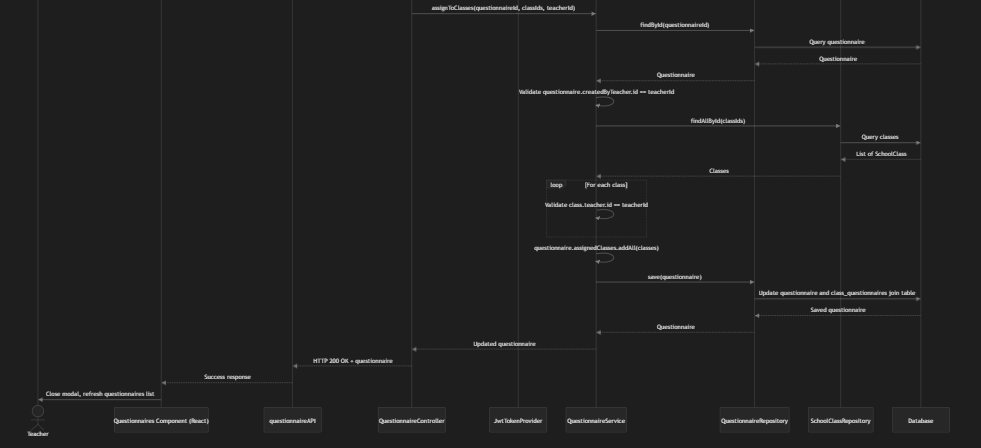 assignToClasses(questionnaireId, classIds, teacherId)
findById(questionnaireId)
Query questionnaire
Questionnaire
Questionnaire
Validate questionnaire.createdByTeacher.id == teacherId
findAllById(classIds)
Query classes
List of SchoolClass
Classes
loop [For each class]
Validate class.teacher.id == teacherId
questionnaire.assignedClasses.addAll(classes)
save(questionnaire)
Update questionnaire and class_questionnaires join table
Saved questionnaire
Questionnaire
Updated questionnaire
HTTP 200 OK + questionnaire
Success response
Close modal, refresh questionnaires list
Teacher
Questionnaires Component (React)
questionnaireAPI
QuestionnaireController
JwtTokenProvider
QuestionnaireService
QuestionnaireRepository
SchoolClassRepository
Database